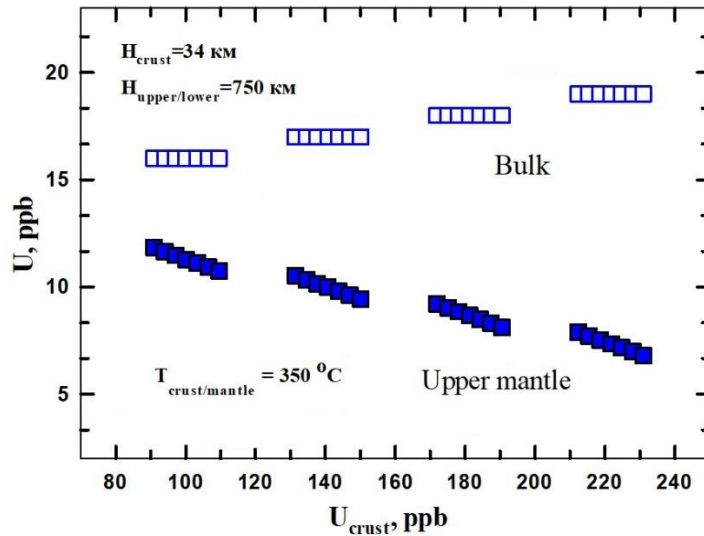 H_crust=34 км
H_upper/lower=750 км
20
Bulk
15
U, ppb
10
T_crust/mantle = 350 °C
Upper mantle
5
80 100 120 140 160 180 200 220 240
U_crust, ppb